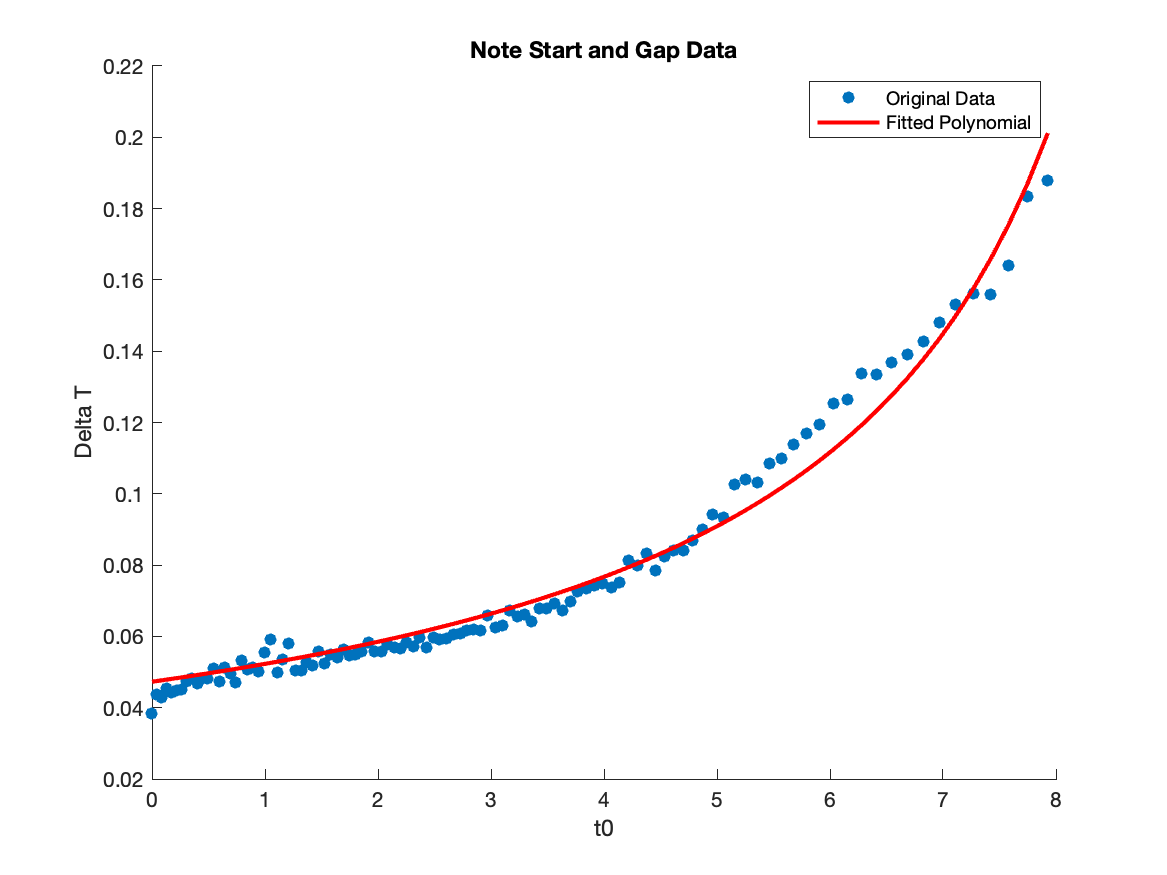 Note Start and Gap Data
0.22
0.2
0.18
0.16
0.14
0.12
0.1
0.08
0.06
0.04
0.02
Delta T
Original Data
Fitted Polynomial
0 1 2 3 4 5 6 7 8
t0